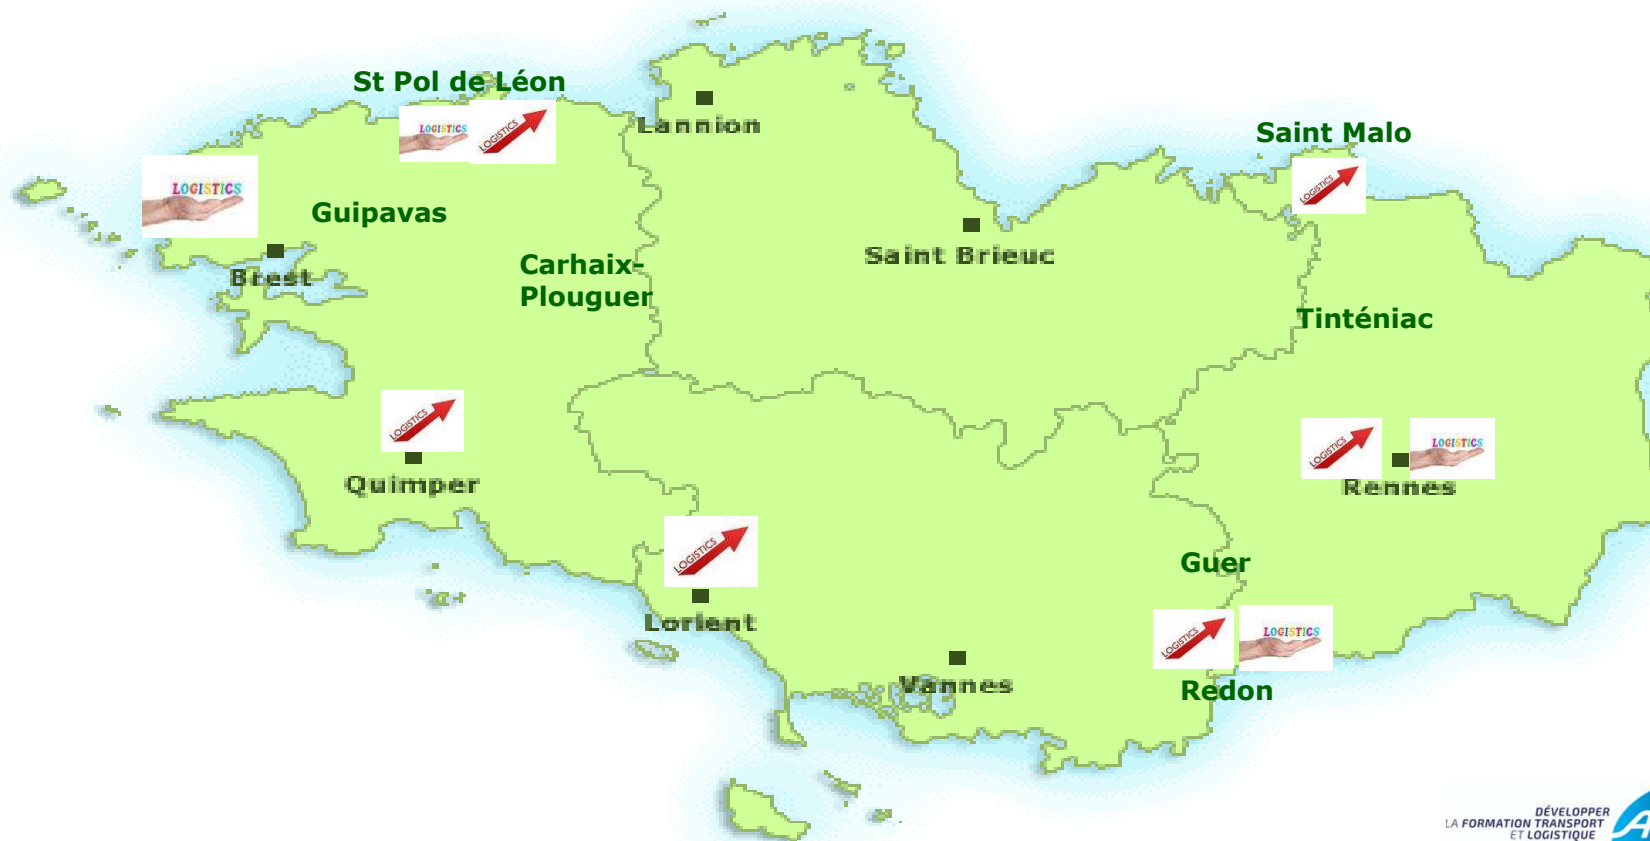 St Pol de Léon
Lannion
LOGISTICS
LOGISTICS
Saint Malo
LOGISTICS
LOGISTICS
Guipavas
Brest
Carhaix-
Plouguer
Saint Brieuc
Tinténiac
LOGISTICS
Quimper
LOGISTICS
LOGISTICS
Rennes
LOGISTICS
Lorient
Guer
LOGISTICS
LOGISTICS
Vannes
Redon
DÉVELOPPER
LA FORMATION TRANSPORT
ET LOGISTIQUE